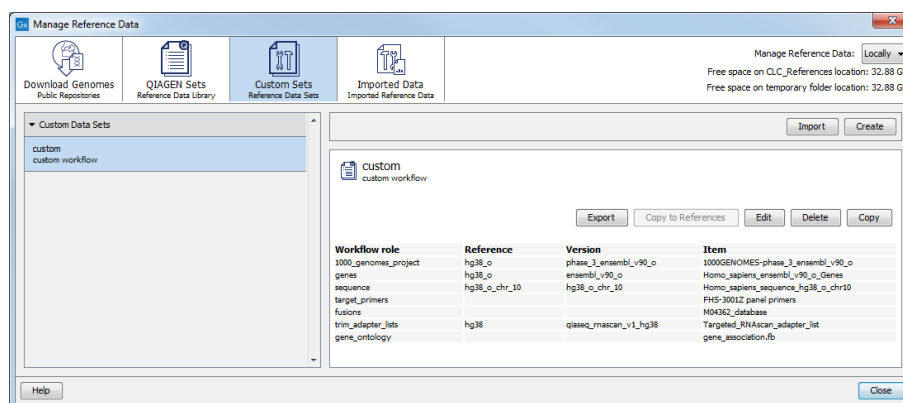 Gx Manage Reference Data
Download Genomes
Public Repositories
QIAGEN Sets
Reference Data Library
Custom Sets
Reference Data Sets
Imported Data
Imported Reference Data
Manage Reference Data: Locally
Free space on CLC_References location: 32.88 G
Free space on temporary folder location: 32.88 G
Custom Data Sets
custom
custom workflow
Import Create
custom
custom workflow
Export Copy to References Edit Delete Copy
Workflow role Reference Version Item
1000_genomes_project hg38_o phase_3_ensembl_v90_o 1000GENOMES-phase_3_ensembl_v90_o
genes hg38_o ensembl_v90_o Homo_sapiens_ensembl_v90_o_Genes
sequence hg38_o_chr_10 hg38_o_chr_10 Homo_sapiens_sequence_hg38_o_chr10
target_primers FHS-3001Z panel primers
fusions M04362_database
trim_adapter_lists hg38 qiaseq_rnascan_v1_hg38 Targeted_RNAscan_adapter_list
gene_ontology gene_association.fb
Help Close